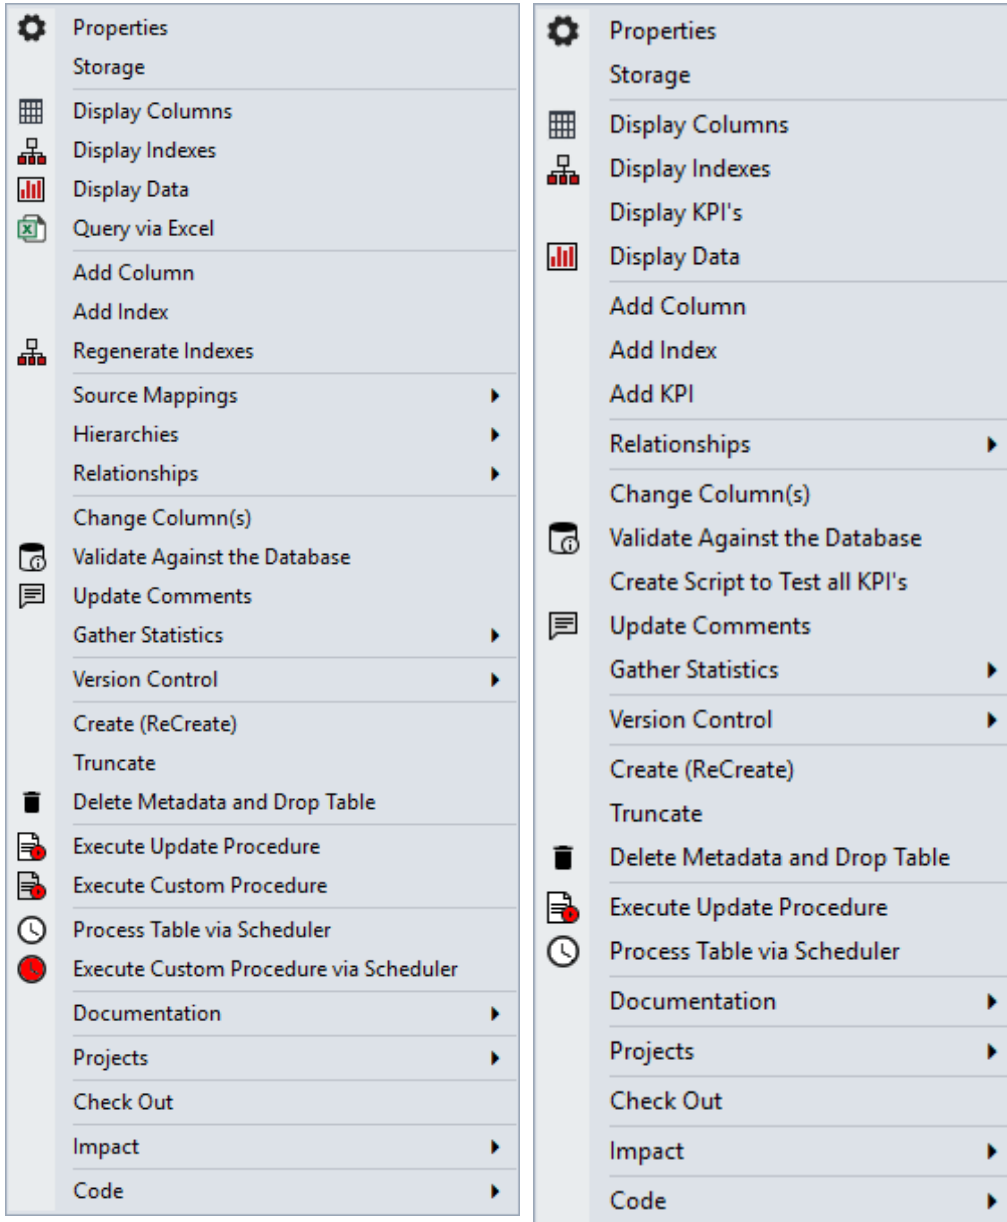 Properties
Storage
Display Columns
Display Indexes
Display Data
Query via Excel
Add Column
Add Index
Regenerate Indexes
Source Mappings
Hierarchies
Relationships
Change Column(s)
Validate Against the Database
Update Comments
Gather Statistics
Version Control
Create (ReCreate)
Truncate
Delete Metadata and Drop Table
Execute Update Procedure
Execute Custom Procedure
Process Table via Scheduler
Execute Custom Procedure via Scheduler
Documentation
Projects
Check Out
Impact
Code
Properties
Storage
Display Columns
Display Indexes
Display KPI's
Display Data
Add Column
Add Index
Add KPI
Relationships
Change Column(s)
Validate Against the Database
Create Script to Test all KPI's
Update Comments
Gather Statistics
Version Control
Create (ReCreate)
Truncate
Delete Metadata and Drop Table
Execute Update Procedure
Process Table via Scheduler
Documentation
Projects
Check Out
Impact
Code